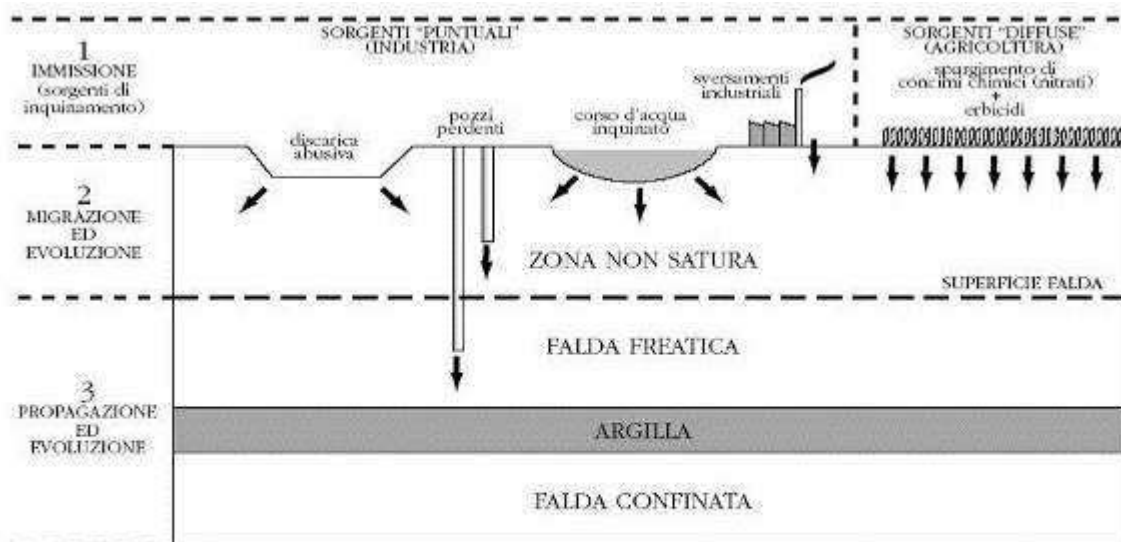 1
IMMISSIONE
(sorgenti di
inquinamento)
SORGENTI "PUNTUALI"
(INDUSTRIA)
discarica
abusiva
pozzi
perdenti
corso d'acqua
inquinato
sversamenti
industriali
SORGENTI "DIFFUSE"
(AGRICOLTURA)
spargimento di
concimi chimici (nitrati)
+
erbicidi
2
MIGRAZIONE
ED
EVOLUZIONE
ZONA NON SATURA
SUPERFICIE FALDA
3
PROPAGAZIONE
ED
EVOLUZIONE
FALDA FREATICA
ARGILLA
FALDA CONFINATA